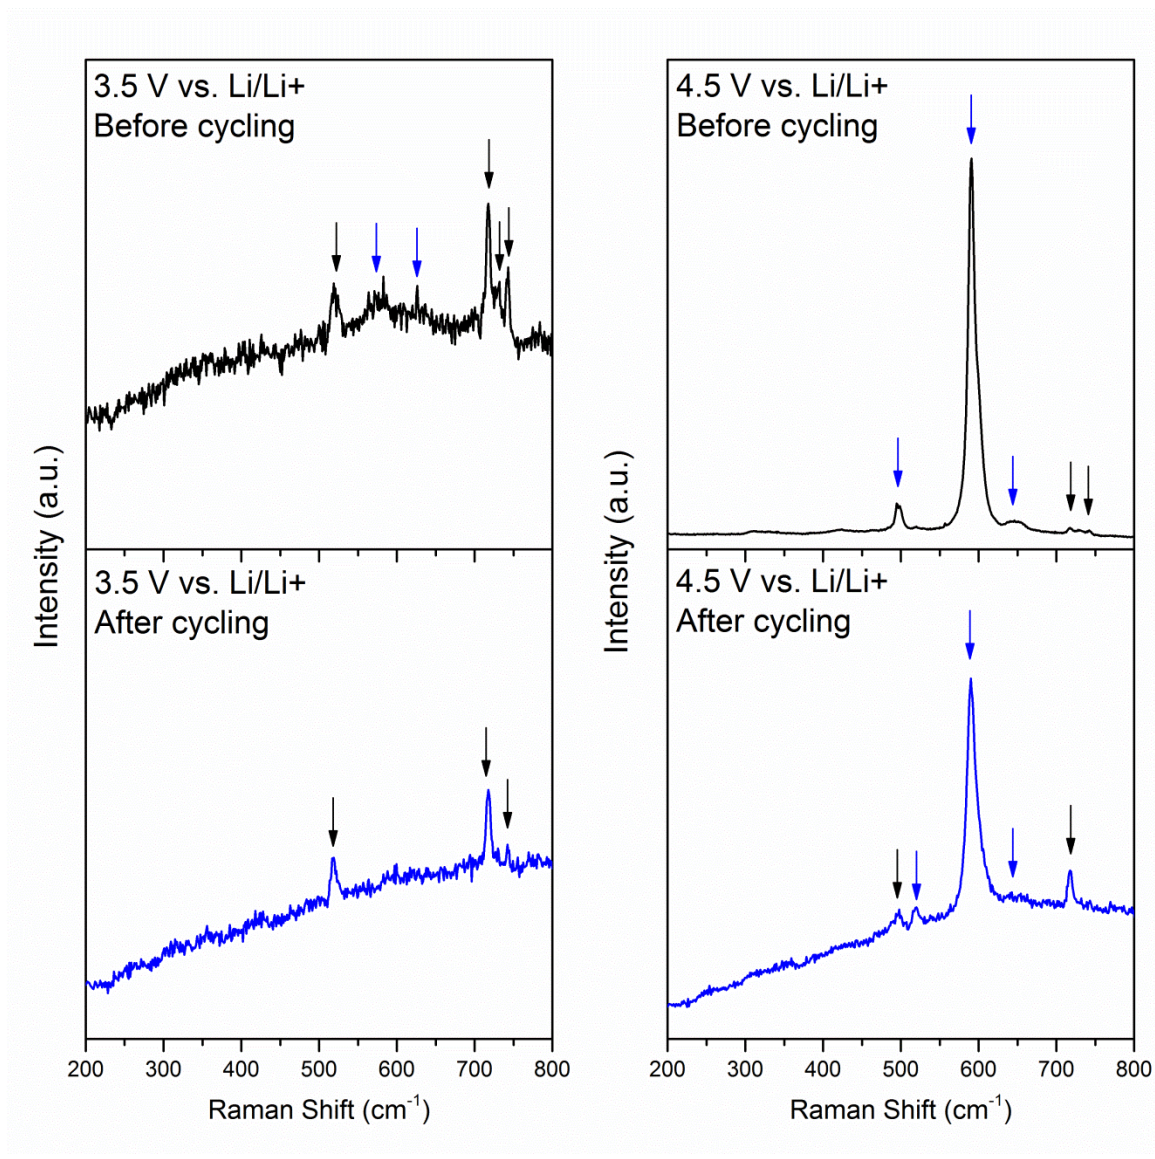 3.5 V vs. Li/Li+
Before cycling
4.5 V vs. Li/Li+
Before cycling
Intensity (a.u.)
Intensity (a.u.)
3.5 V vs. Li/Li+
After cycling
4.5 V vs. Li/Li+
After cycling
200 300 400 500 600 700 800
200 300 400 500 600 700 800
Raman Shift (cm⁻¹)
Raman Shift (cm⁻¹)